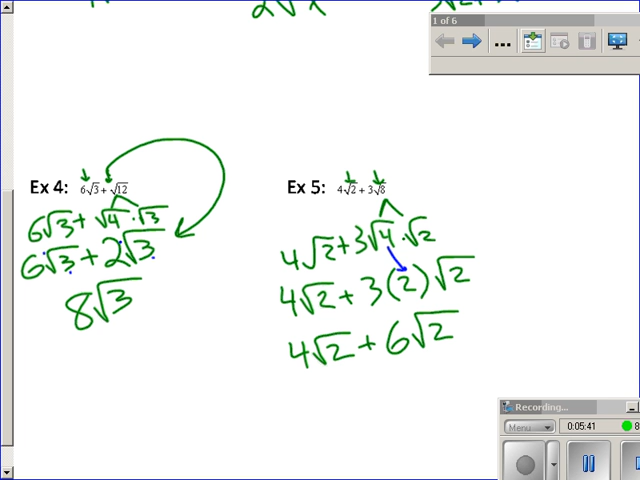 1 of 6
Ex 4: 6√3 + √12
6√3 + √4 · √3
6√3 + 2√3
8√3
Ex 5: 4√2 + 3√8
4√2 + 3√4 · √2
4√2 + 3(2)√2
4√2 + 6√2
Recording...
Menu
0:05:41
8